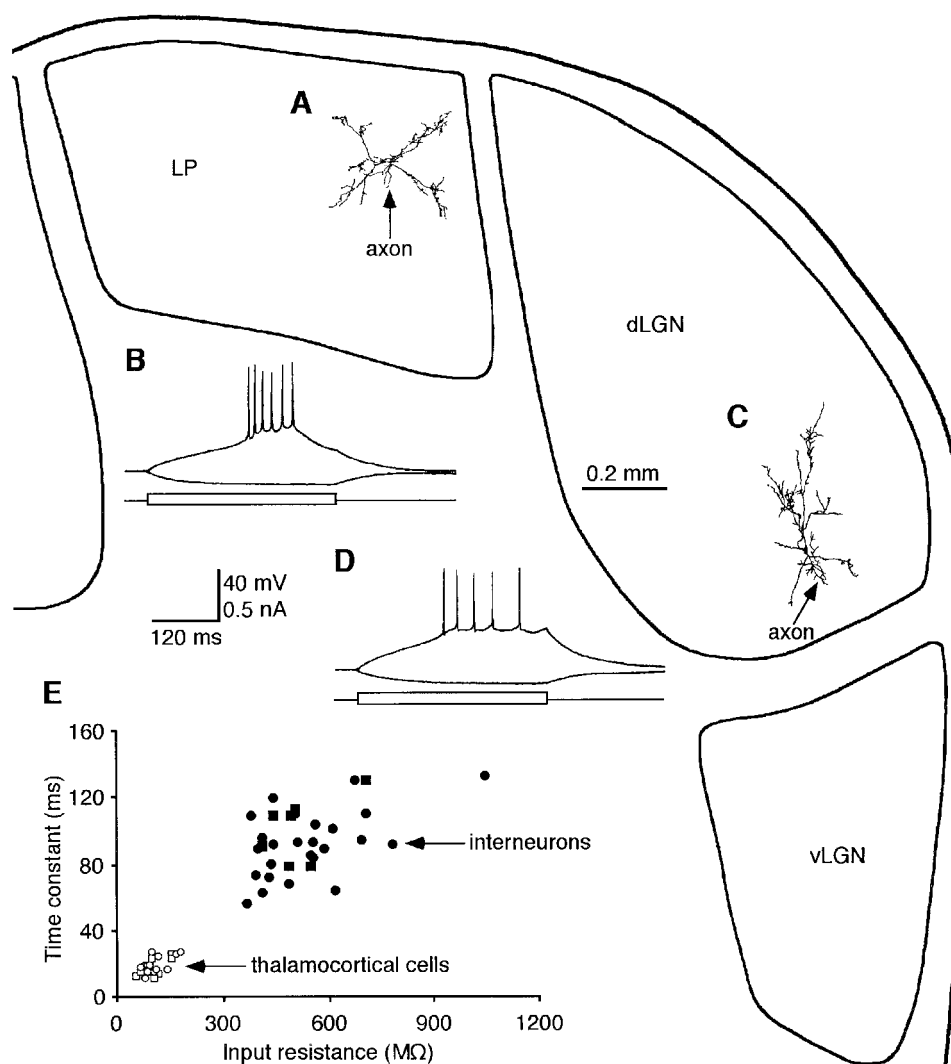 A
LP
axon
dLGN
B
C
0.2 mm
D
40 mV
0.5 nA
120 ms
axon
E
160
120
80
40
0
Time constant (ms)
interneurons
thalamocortical cells
0
300
600
900
1200
Input resistance (MΩ)
vLGN